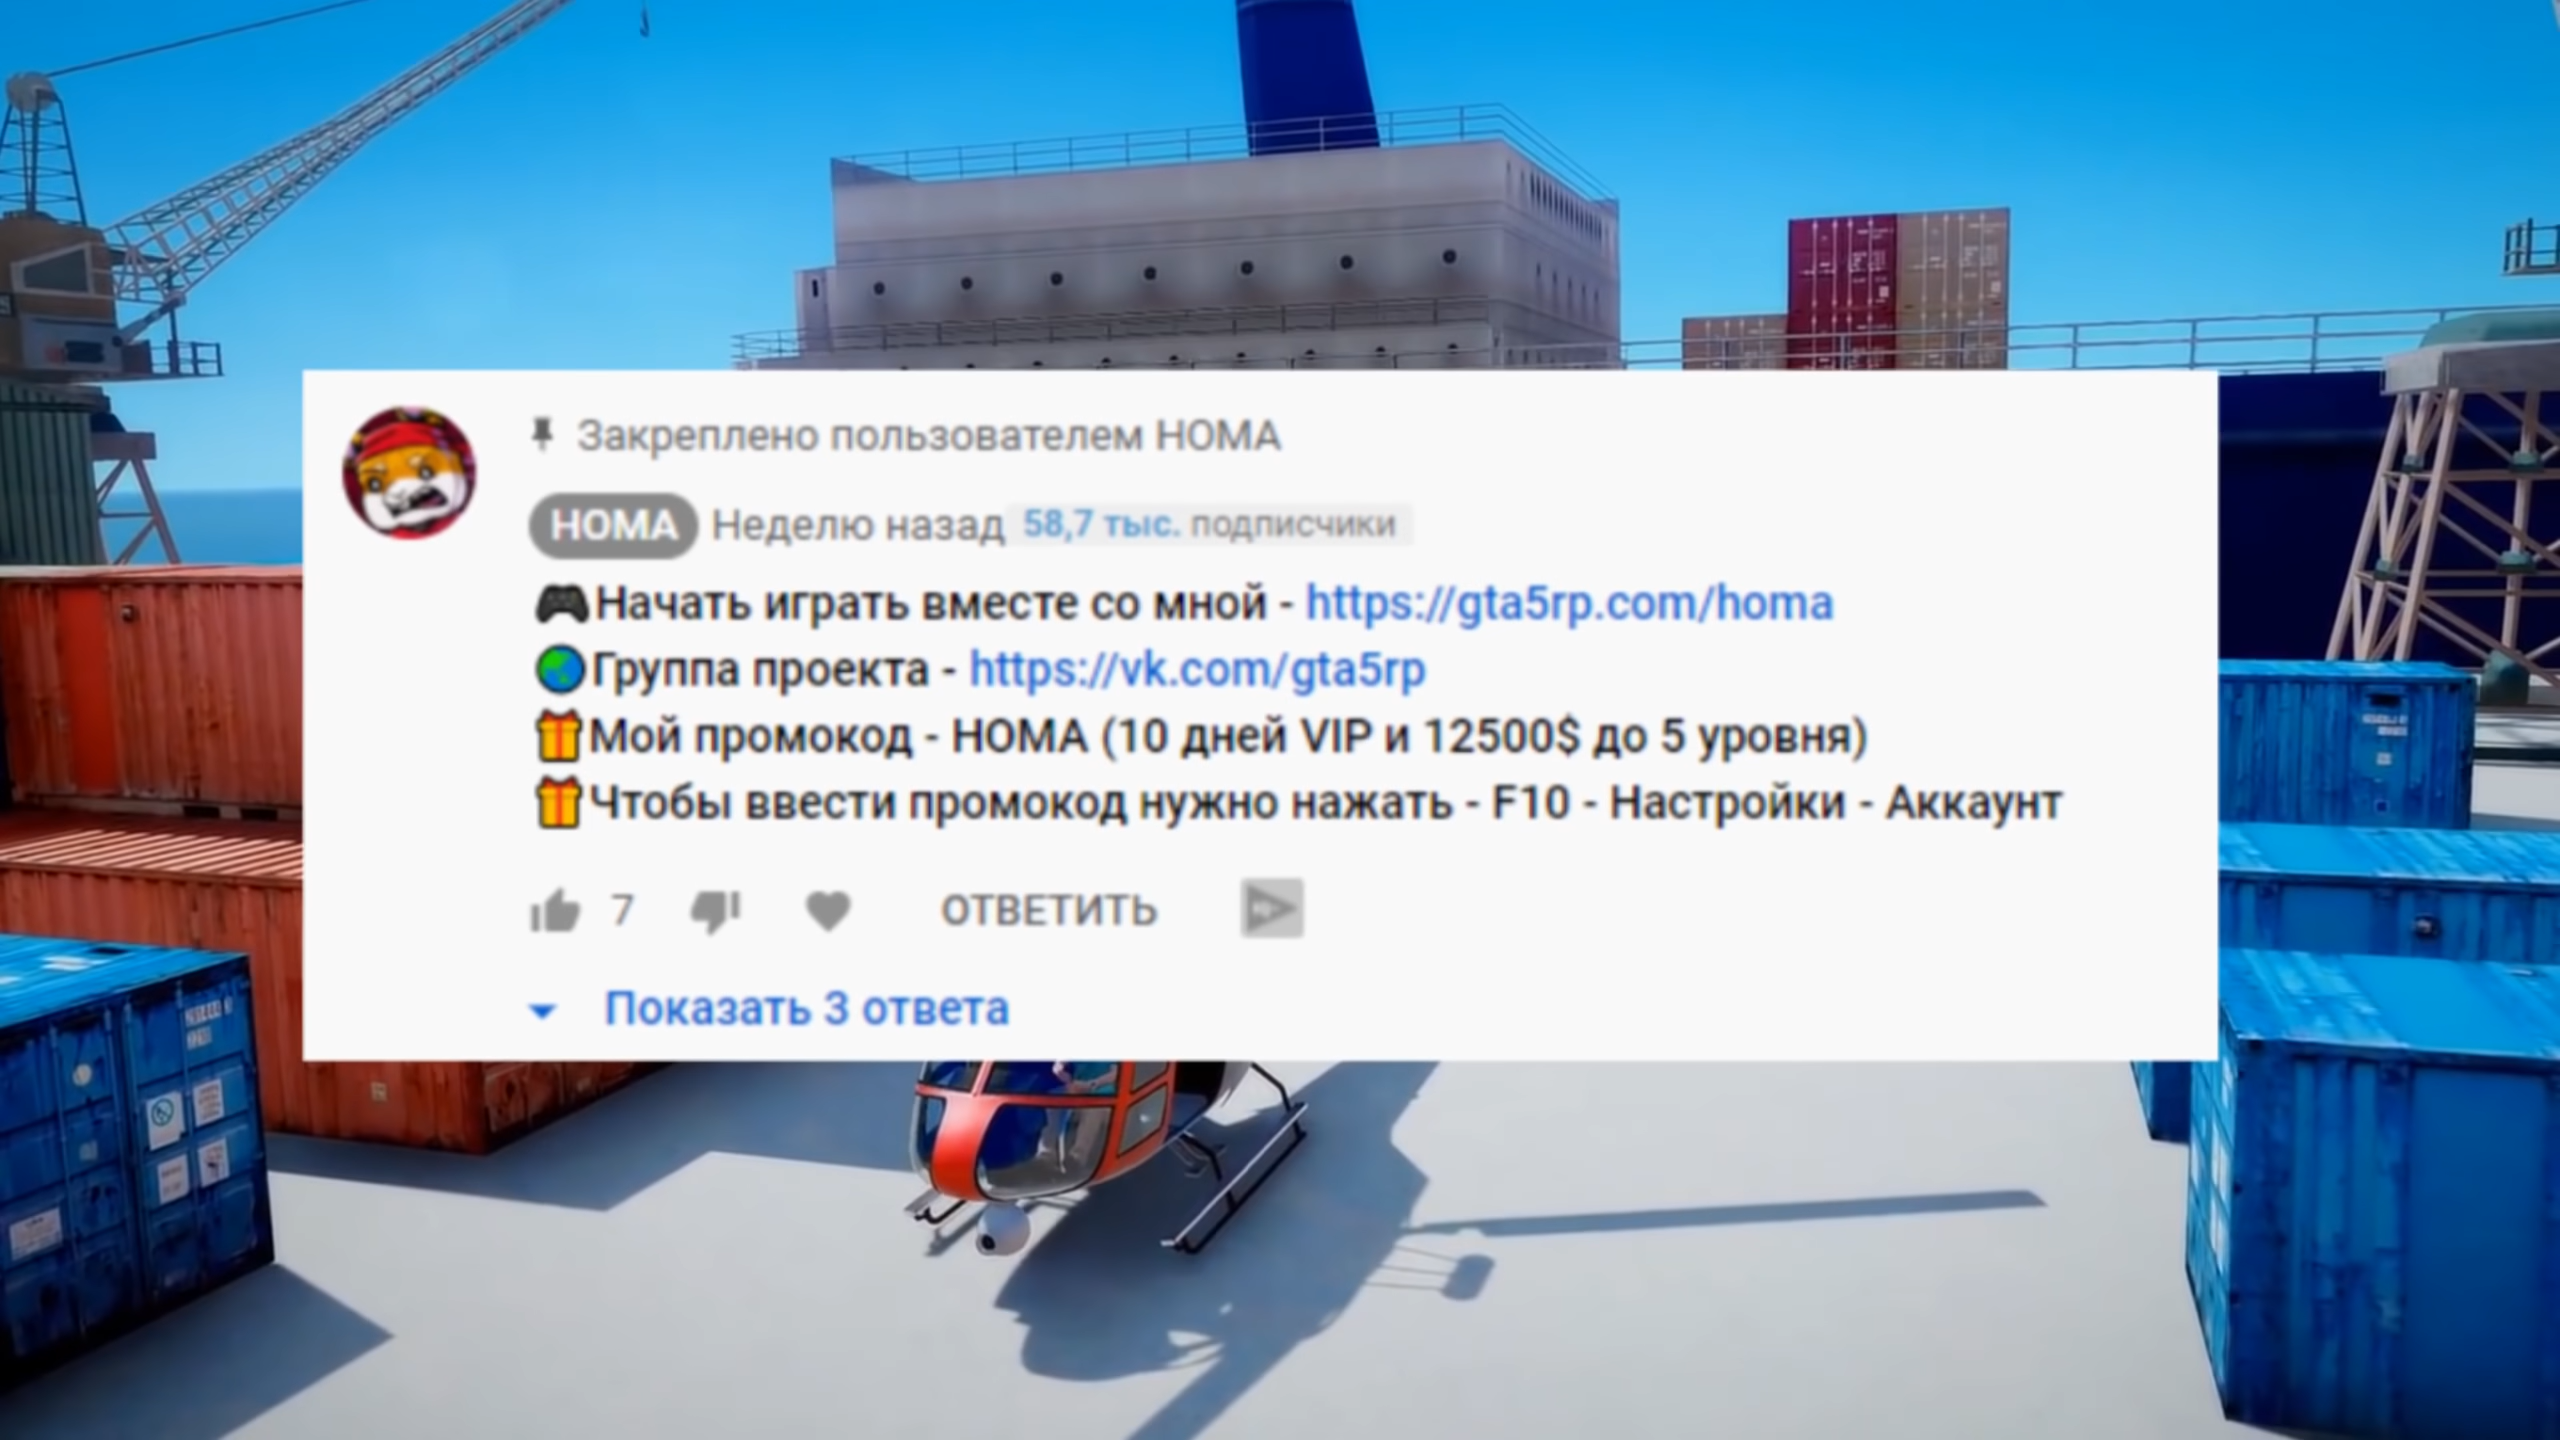 Закреплено пользователем HOMA
HOMA Неделю назад 58,7 тыс. подписчики
🎮Начать играть вместе со мной - https://gta5rp.com/homa
🌏Группа проекта - https://vk.com/gta5rp
🎁Мой промокод - HOMA (10 дней VIP и 12500$ до 5 уровня)
🎁Чтобы ввести промокод нужно нажать - F10 - Настройки - Аккаунт
7 ОТВЕТИТЬ
Показать 3 ответа